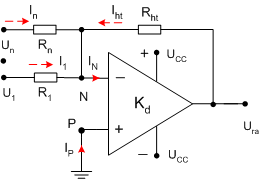 In Iht Rht
Un Rn + UCC
I1 IN
U1 R1 N − Kd Ura
P +
IP − UCC